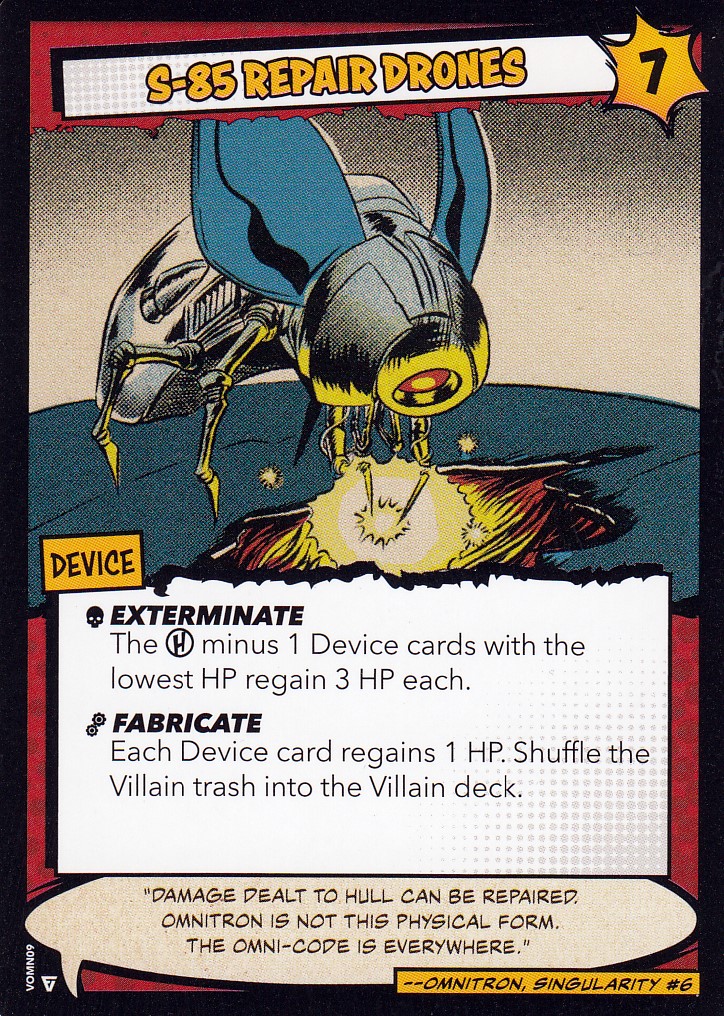 S-85 REPAIR DRONES
7
DEVICE
EXTERMINATE
The H minus 1 Device cards with the
lowest HP regain 3 HP each.
FABRICATE
Each Device card regains 1 HP. Shuffle the
Villain trash into the Villain deck.
"DAMAGE DEALT TO HULL CAN BE REPAIRED.
OMNITRON IS NOT THIS PHYSICAL FORM.
THE OMNI-CODE IS EVERYWHERE."
--OMNITRON, SINGULARITY #6
VOMN09